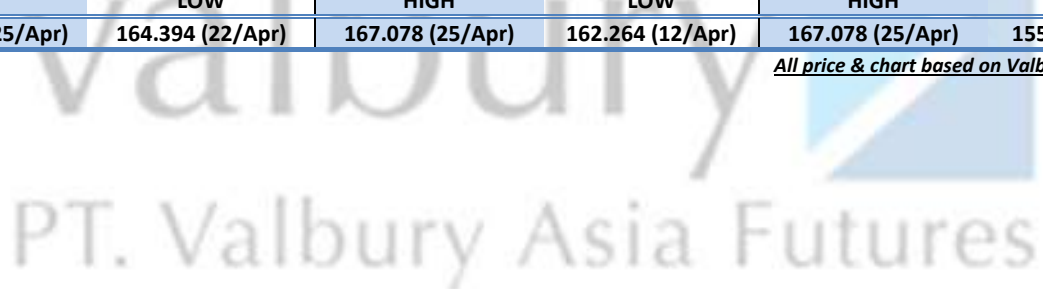 LOW HIGH LOW HIGH
25/Apr) 164.394 (22/Apr) 167.078 (25/Apr) 162.264 (12/Apr) 167.078 (25/Apr) 155
All price & chart based on Valb
Valbury
PT. Valbury Asia Futures